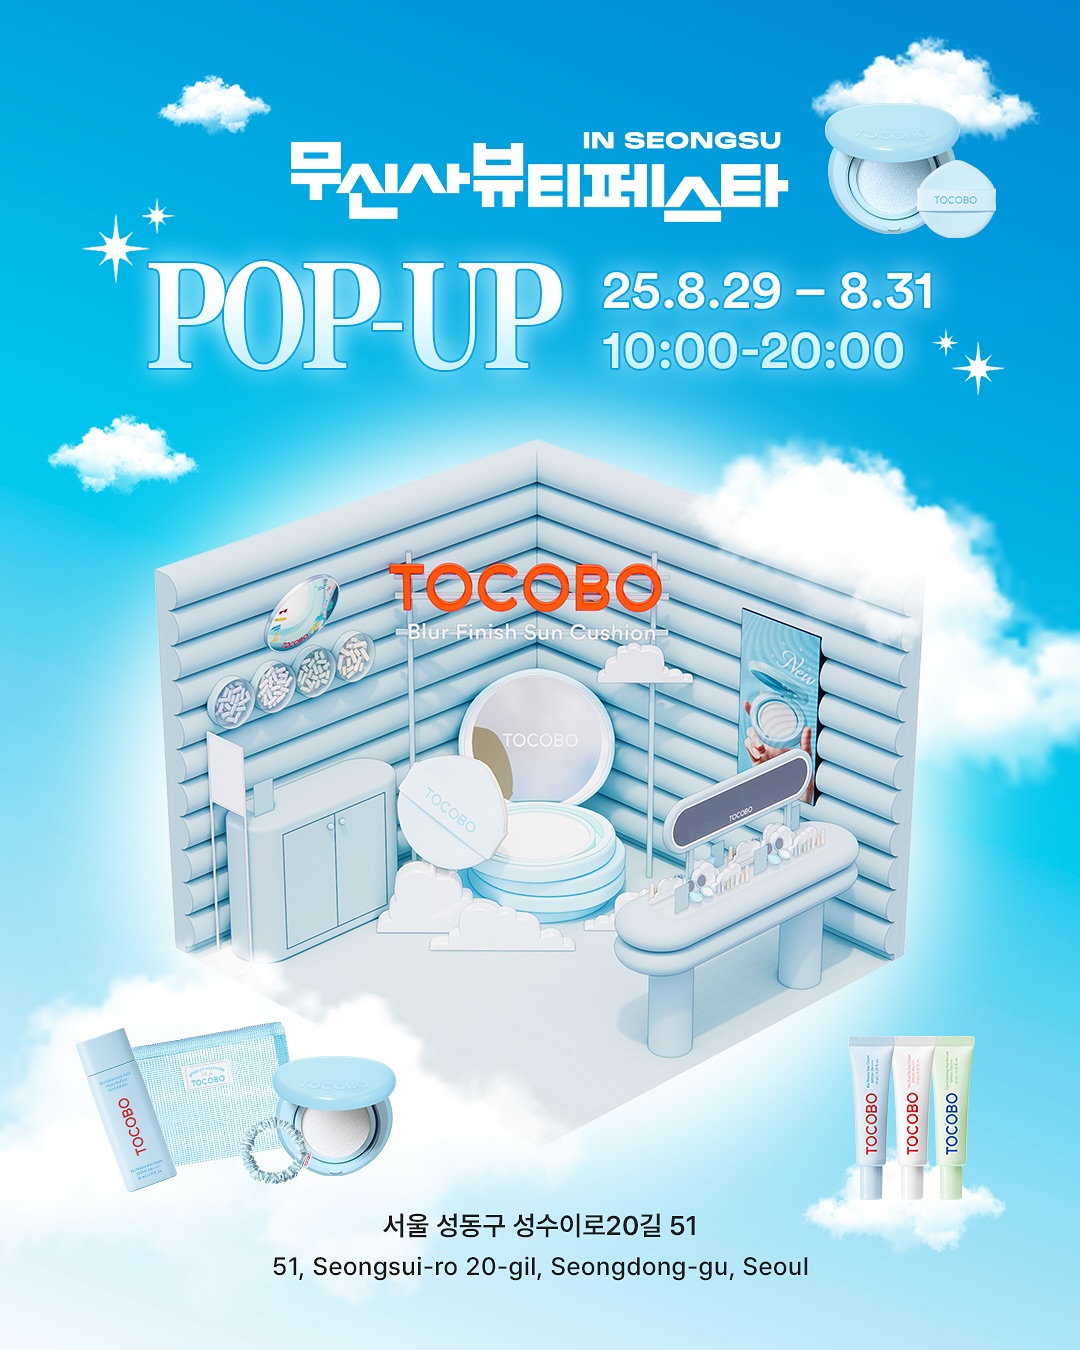 IN SEONGSU
무신사뷰티페스타
TOCOBO
TOCOBO
POP-UP
25.8.29 – 8.31
10:00-20:00
TOCOBO
Blur Finish Sun Cushion
TOCOBO
New
TOCOBO
TOCOBO
TOCOBO
TOCOBO
TOCOBO
TOCOBO
TOCOBO
TOCOBO
TOCOBO
TOCOBO
서울 성동구 성수이로20길 51
51, Seongsui-ro 20-gil, Seongdong-gu, Seoul